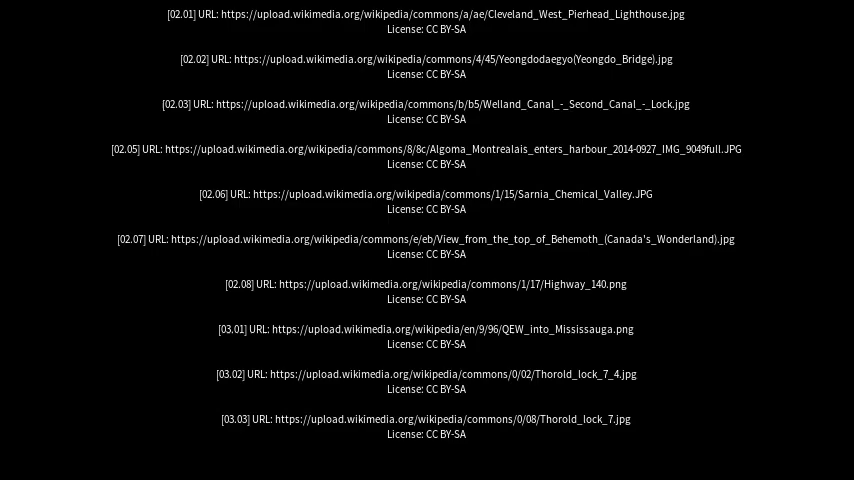 [02.01] URL: https://upload.wikimedia.org/wikipedia/commons/a/ae/Cleveland_West_Pierhead_Lighthouse.jpg
License: CC BY-SA
[02.02] URL: https://upload.wikimedia.org/wikipedia/commons/4/45/Yeongdodaegyo(Yeongdo_Bridge).jpg
License: CC BY-SA
[02.03] URL: https://upload.wikimedia.org/wikipedia/commons/b/b5/Welland_Canal_-_Second_Canal_-_Lock.jpg
License: CC BY-SA
[02.05] URL: https://upload.wikimedia.org/wikipedia/commons/8/8c/Algoma_Montrealais_enters_harbour_2014-0927_IMG_9049full.JPG
License: CC BY-SA
[02.06] URL: https://upload.wikimedia.org/wikipedia/commons/1/15/Sarnia_Chemical_Valley.JPG
License: CC BY-SA
[02.07] URL: https://upload.wikimedia.org/wikipedia/commons/e/eb/View_from_the_top_of_Behemoth_(Canada's_Wonderland).jpg
License: CC BY-SA
[02.08] URL: https://upload.wikimedia.org/wikipedia/commons/1/17/Highway_140.png
License: CC BY-SA
[03.01] URL: https://upload.wikimedia.org/wikipedia/en/9/96/QEW_into_Mississauga.png
License: CC BY-SA
[03.02] URL: https://upload.wikimedia.org/wikipedia/commons/0/02/Thorold_lock_7_4.jpg
License: CC BY-SA
[03.03] URL: https://upload.wikimedia.org/wikipedia/commons/0/08/Thorold_lock_7.jpg
License: CC BY-SA